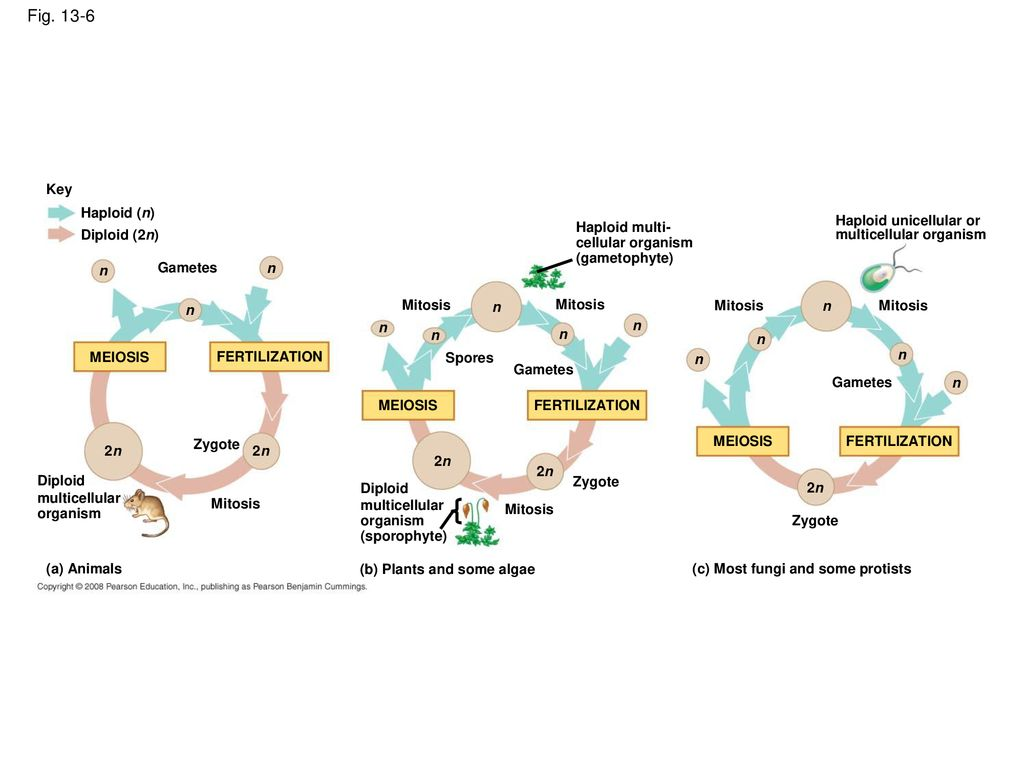 Fig. 13-6
Key
Haploid (n)
Diploid (2n)
n
Gametes
n
n
MEIOSIS
FERTILIZATION
2n
Zygote
2n
Diploid
multicellular
organism
Mitosis
(a) Animals
Haploid multi-
cellular organism
(gametophyte)
Mitosis
n
Mitosis
n
n
n
n
Spores
Gametes
MEIOSIS
FERTILIZATION
2n
2n
Zygote
Diploid
multicellular
organism
(sporophyte)
Mitosis
(b) Plants and some algae
Haploid unicellular or
multicellular organism
Mitosis
n
Mitosis
n
n
n
Gametes
n
MEIOSIS
FERTILIZATION
2n
Zygote
(c) Most fungi and some protists
Copyright © 2008 Pearson Education, Inc., publishing as Pearson Benjamin Cummings.